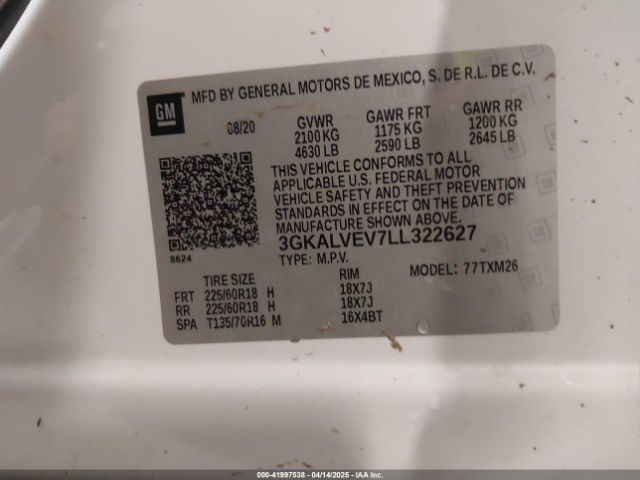 MFD BY GENERAL MOTORS DE MEXICO, S. DE R.L. DE C.V.
GM
08/20 GVWR GAWR FRT GAWR RR
2100 KG 1175 KG 1200 KG
4630 LB 2590 LB 2645 LB
THIS VEHICLE CONFORMS TO ALL
APPLICABLE U.S. FEDERAL MOTOR
VEHICLE SAFETY AND THEFT PREVENTION
STANDARDS IN EFFECT ON THE DATE OF
MANUFACTURE SHOWN ABOVE.
3GKALVEV7LL322627
8624 TYPE: M.P.V. MODEL: 77TXM26
TIRE SIZE RIM
FRT 225/60R18 H 18X7J
RR 225/60R18 H 18X7J
SPA T135/70R16 M 16X4BT
000-41997538 - 04/14/2025 - IAA Inc.